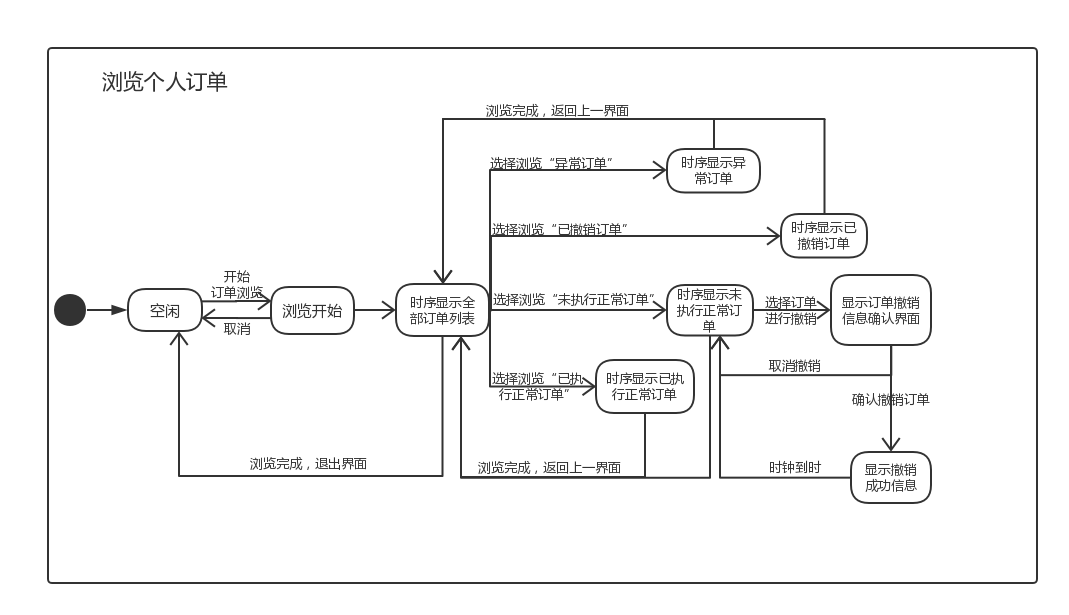 浏览个人订单
浏览完成，返回上一界面
选择浏览“异常订单”
时序显示异
常订单
选择浏览“已撤销订单”
时序显示已
撤销订单
开始
订单浏览
空闲
取消
浏览开始
时序显示全
部订单列表
选择浏览“未执行正常订单”
时序显示未
执行正常订
单
选择订单
进行撤销
显示订单撤销
信息确认界面
选择浏览“已执
行正常订单”
时序显示已执
行正常订单
取消撤销
确认撤销订单
浏览完成，退出界面
浏览完成，返回上一界面
时钟到时
显示撤销
成功信息